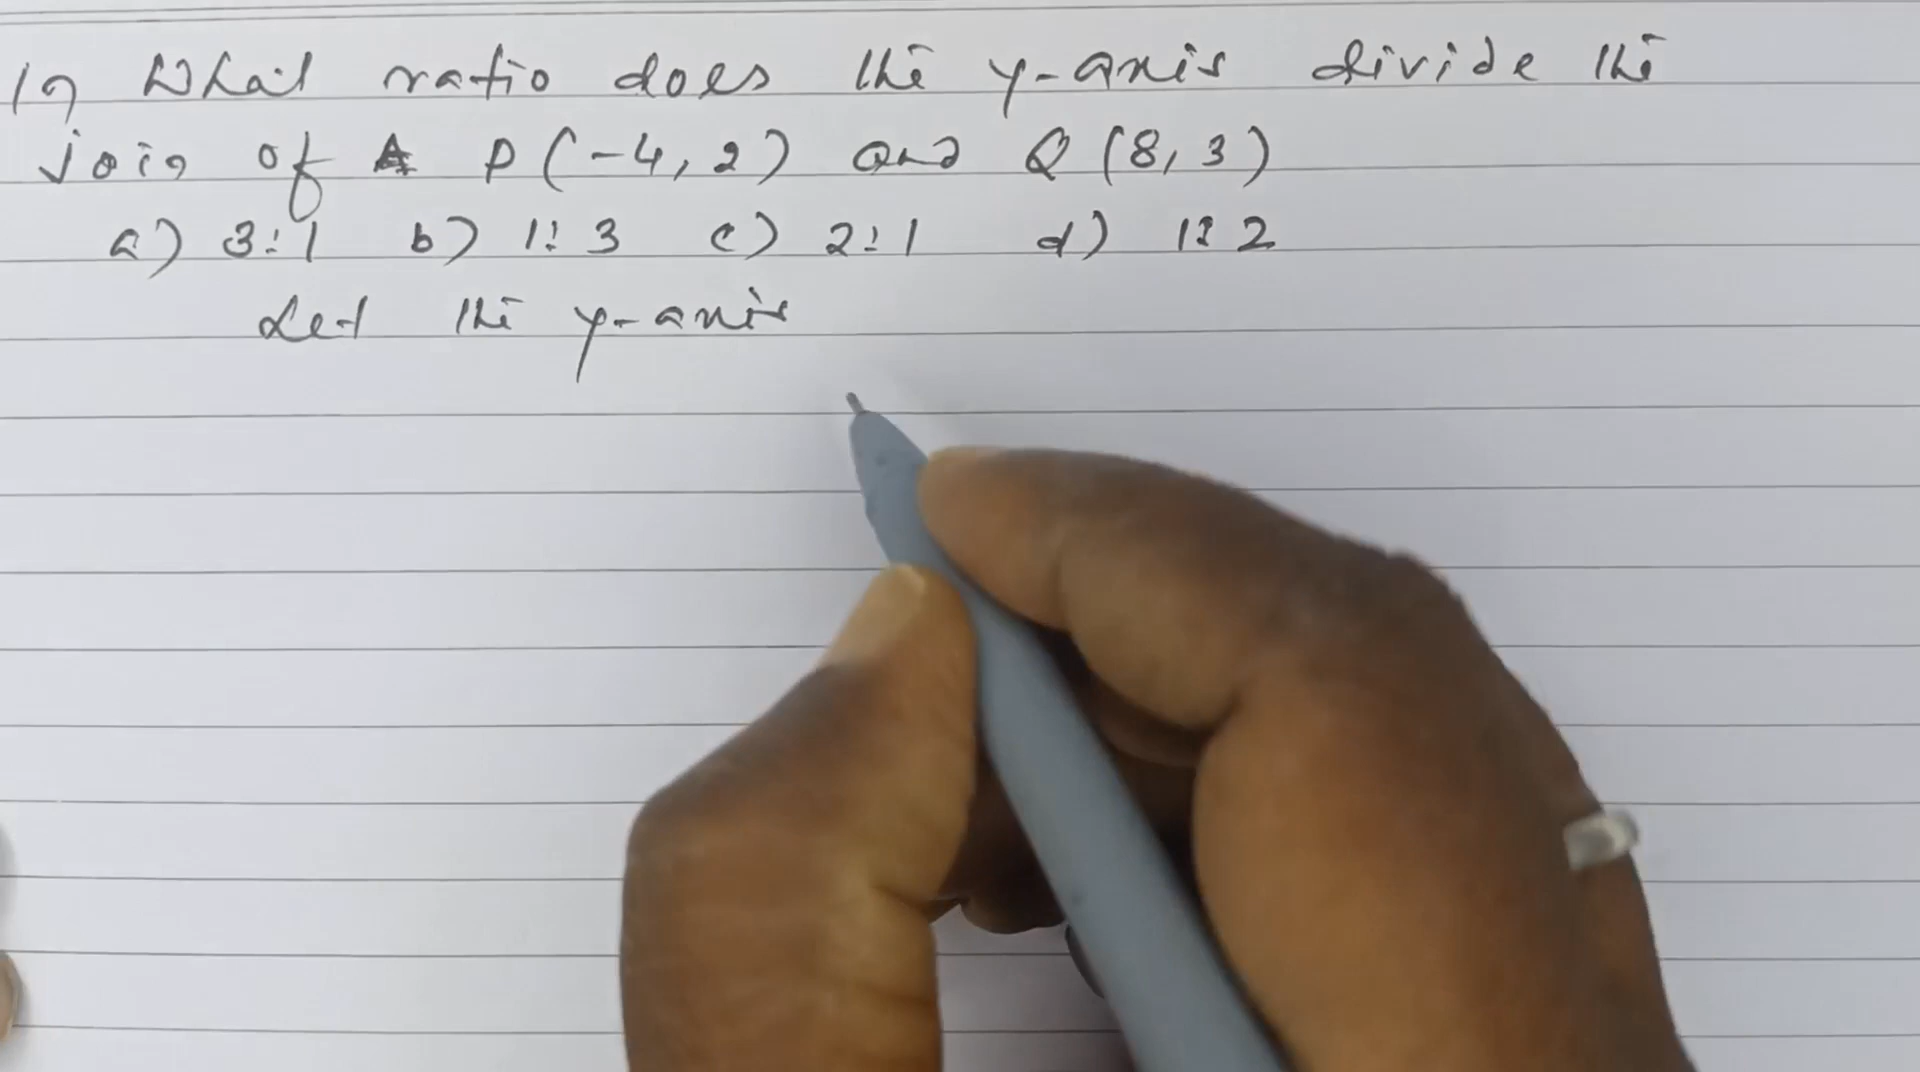 1) What ratio does the y-axis divide the
join of P(-4, 2) and Q(8, 3)
a) 3:1 b) 1:3 c) 2:1 d) 1:2
Let the y-axis